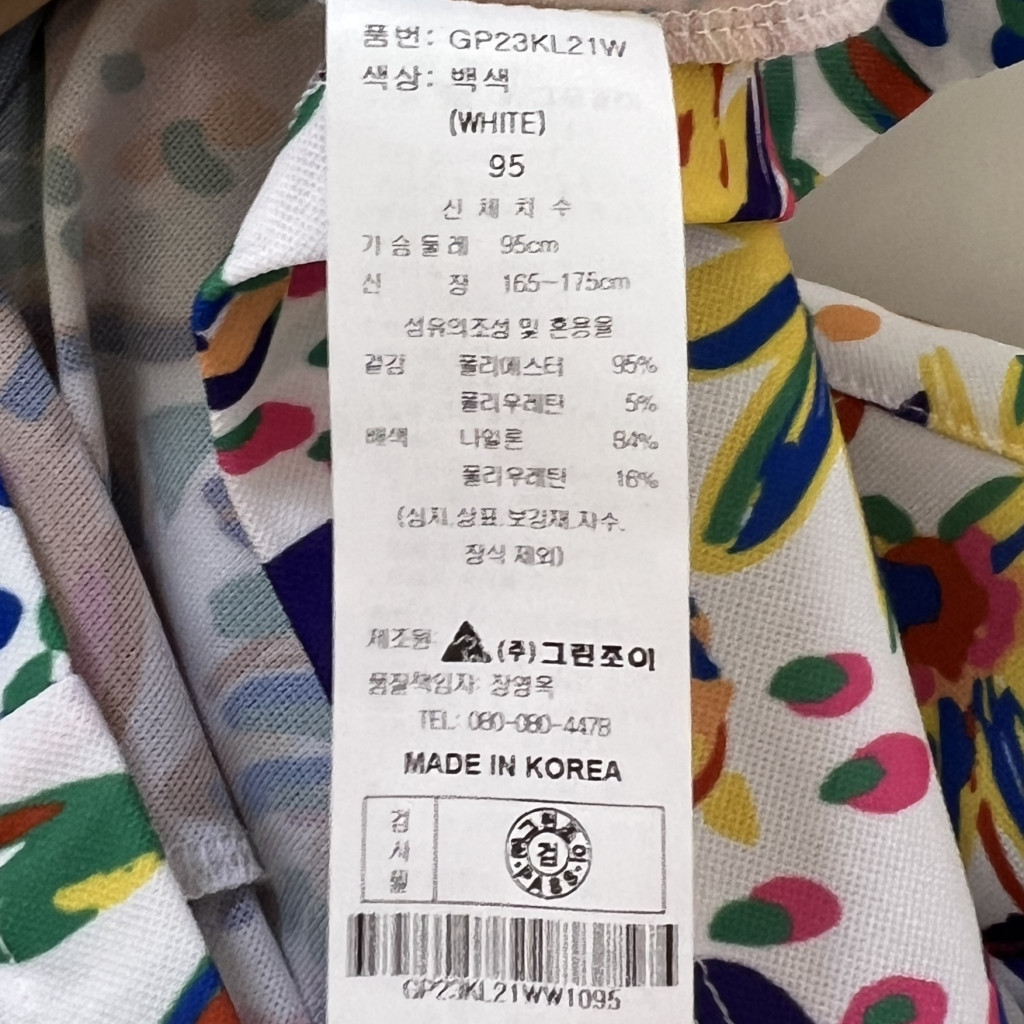 품번: GP23KL21W
색상: 백색
(WHITE)
95
신 체 치 수
가슴둘레 95cm
신 장 165-175cm
섬유의조성 및 혼용율
겉감 폴리에스터 95%
폴리우레탄 5%
배색 나일론 84%
폴리우레탄 16%
(심지,상표,보강재,자수,
장식 제외)
제조원: (주)그린조이
품질책임자: 장영옥
TEL: 080-080-4478
MADE IN KOREA
검
사
필
그린조이
검
PASS
GP23KL21WW1095